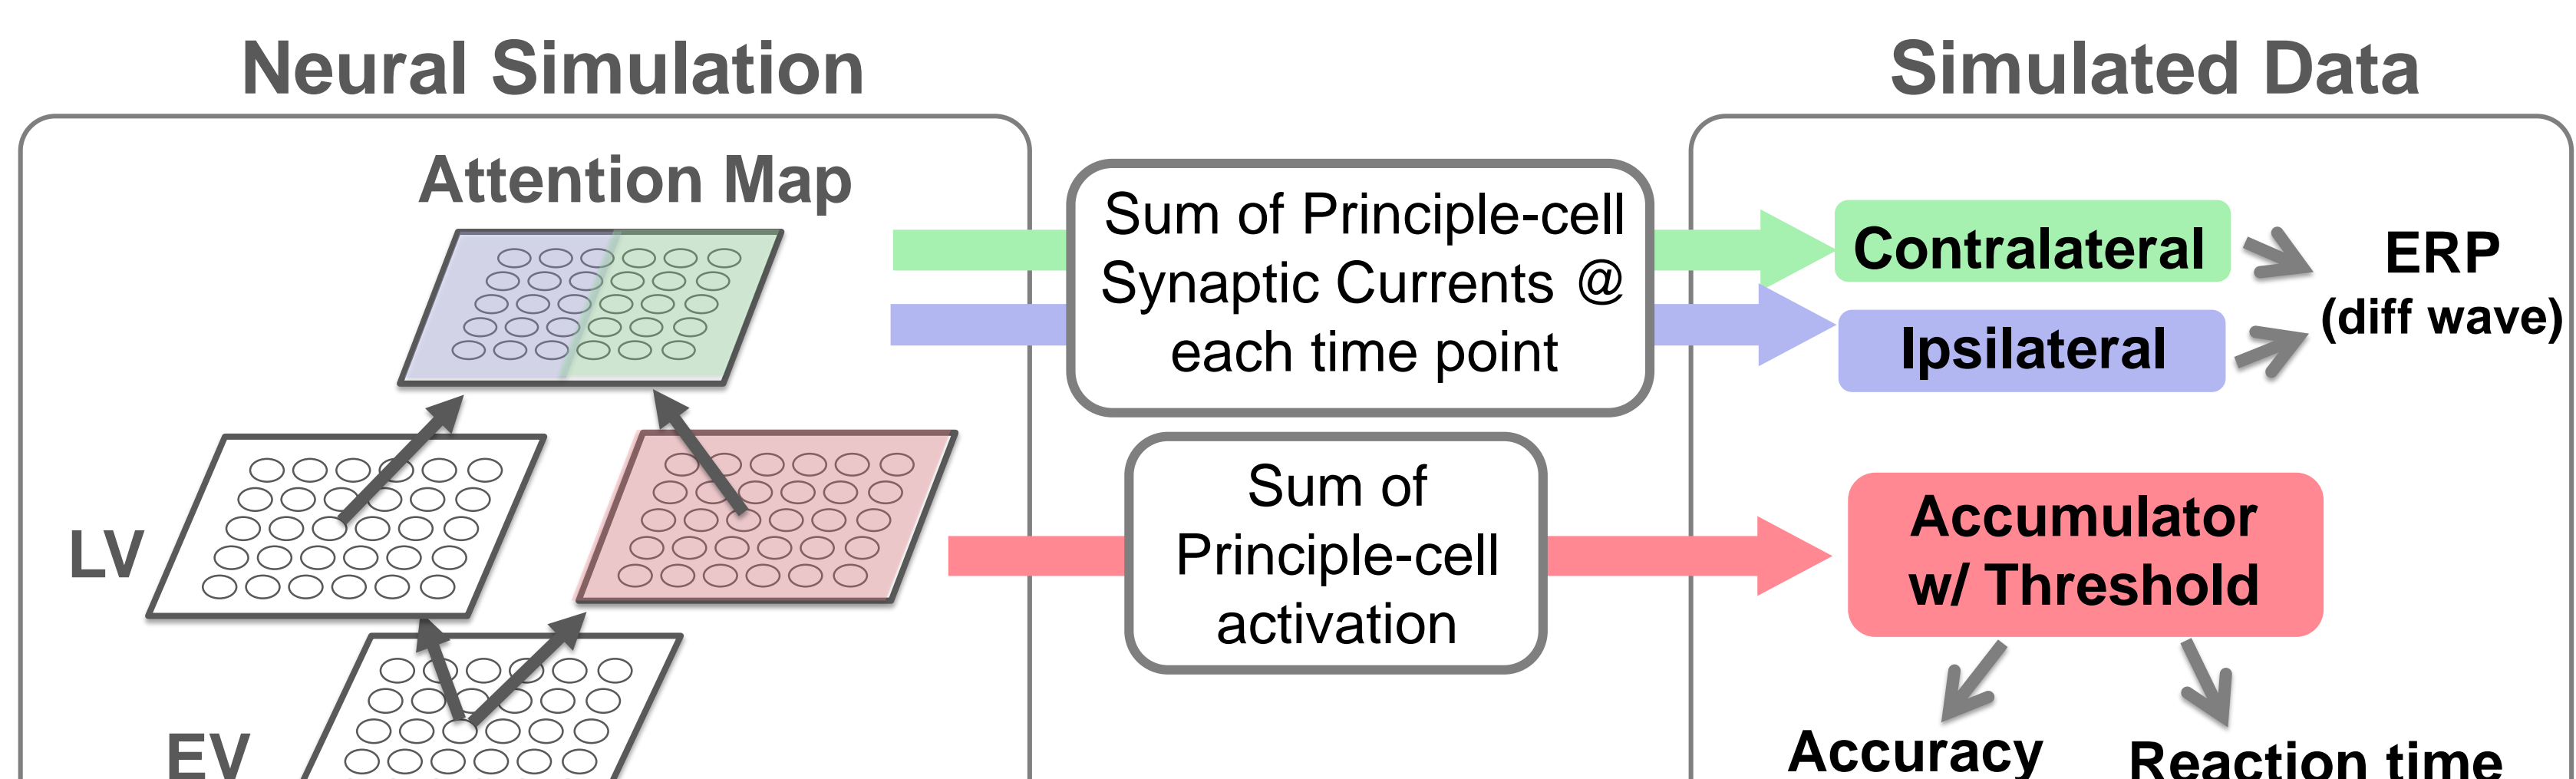 Neural Simulation
Simulated Data
Attention Map
LV
EV
Sum of Principle-cell
Synaptic Currents @
each time point
Sum of
Principle-cell
activation
Contralateral
Ipsilateral
ERP
(diff wave)
Accumulator
w/ Threshold
Accuracy
Reaction time